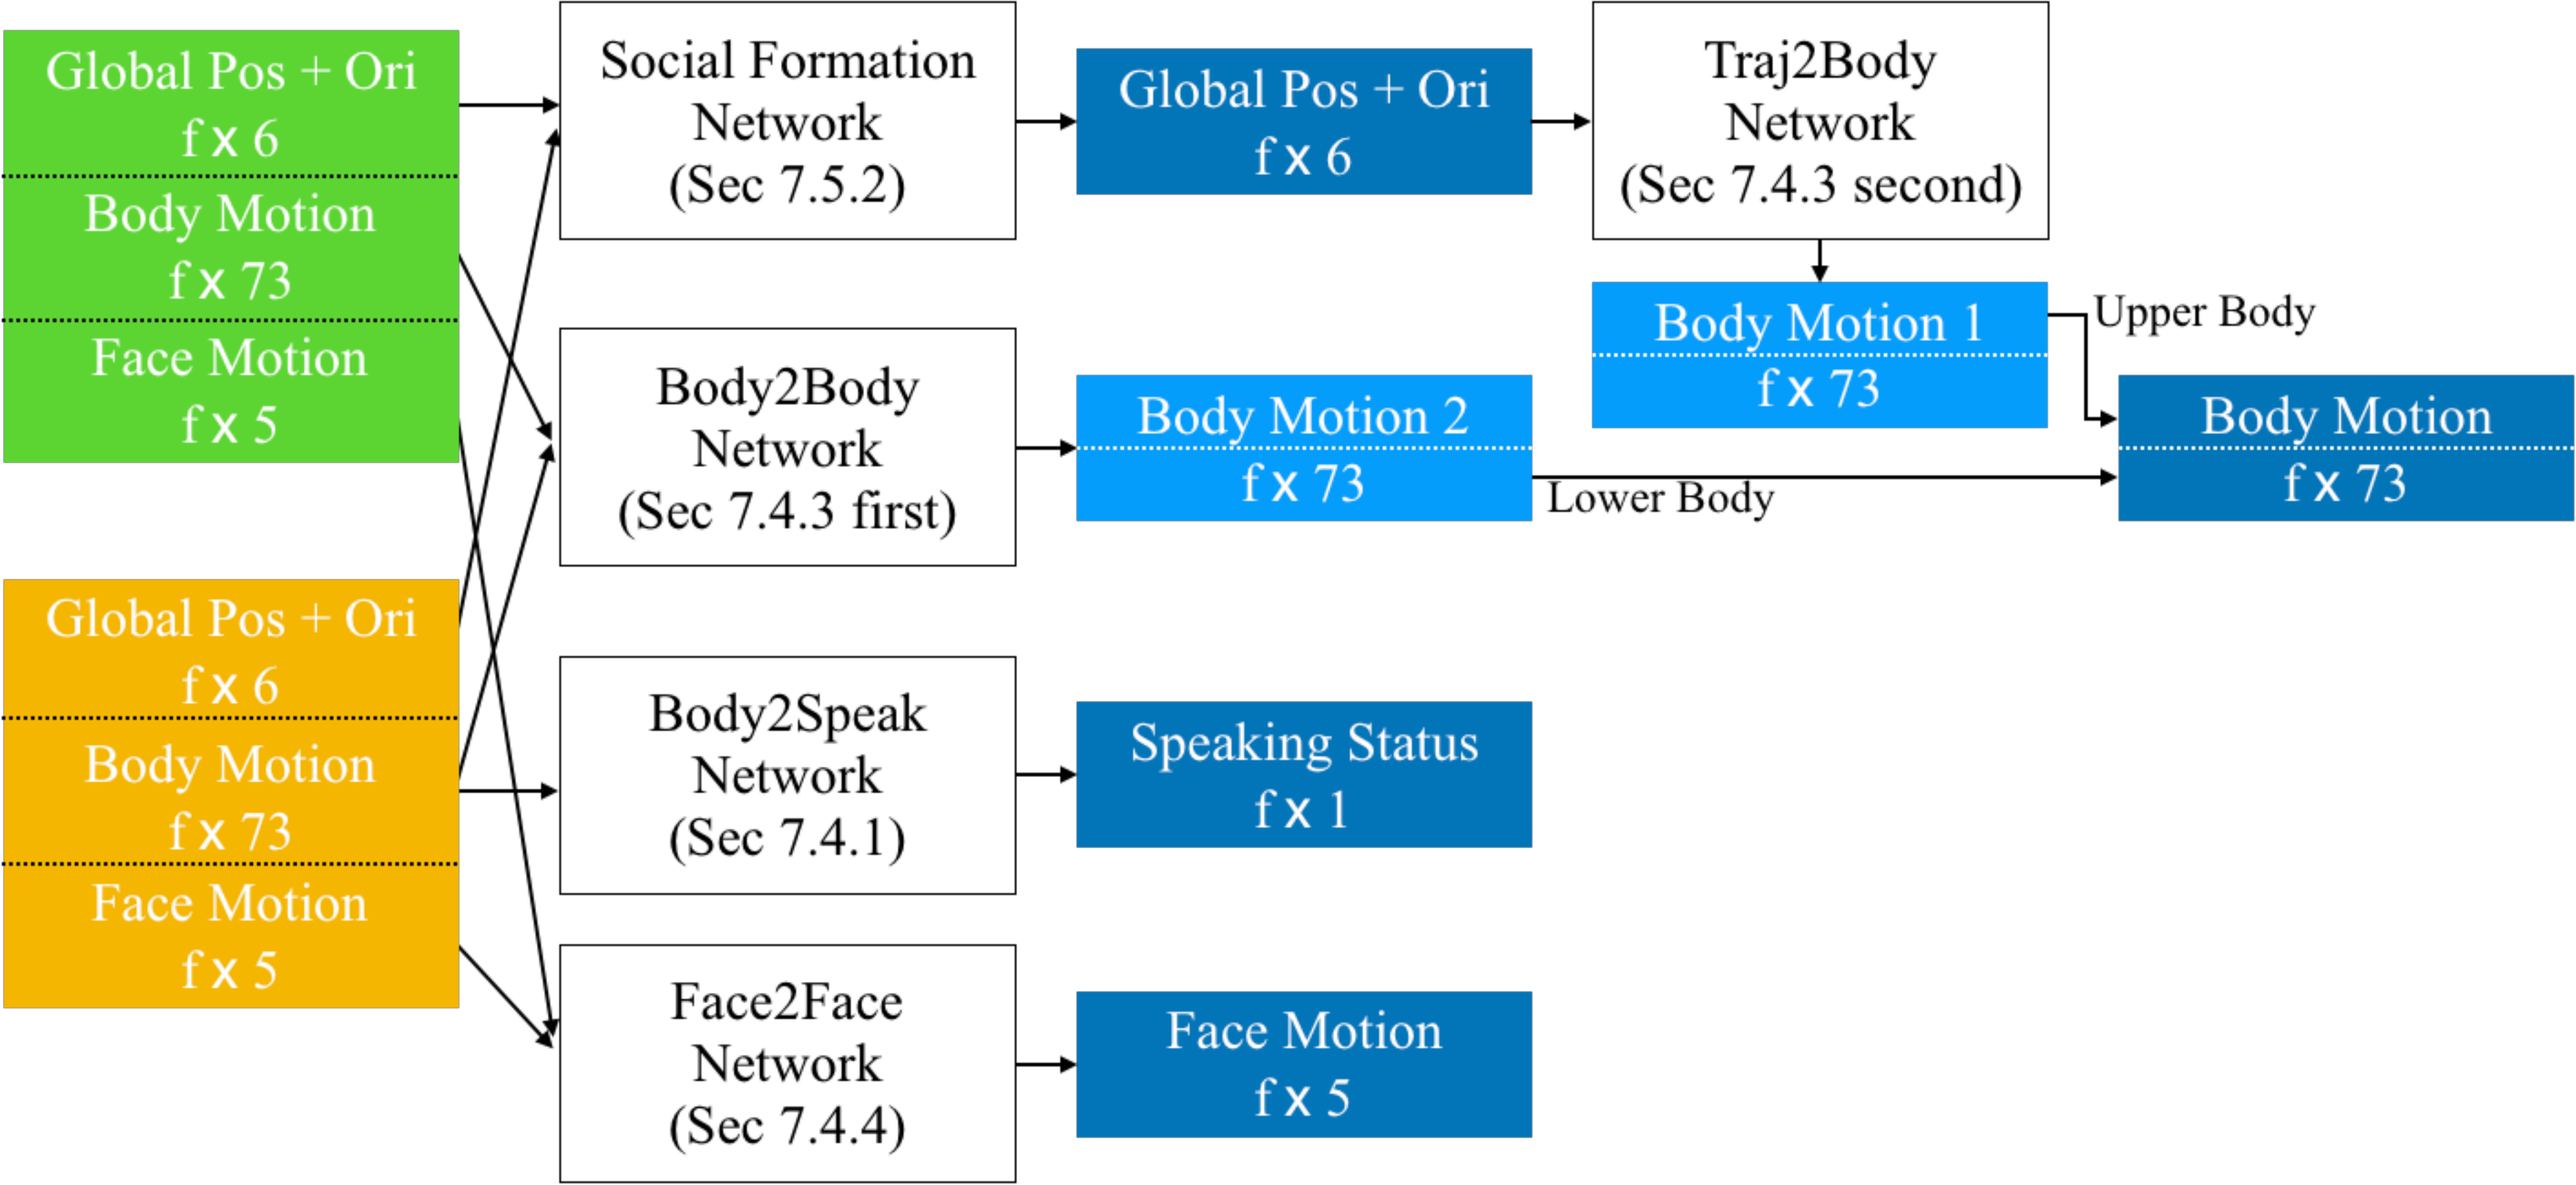 Global Pos + Ori
f x 6
Body Motion
f x 73
Face Motion
f x 5
Global Pos + Ori
f x 6
Body Motion
f x 73
Face Motion
f x 5
Social Formation
Network
(Sec 7.5.2)
Body2Body
Network
(Sec 7.4.3 first)
Body2Speak
Network
(Sec 7.4.1)
Face2Face
Network
(Sec 7.4.4)
Global Pos + Ori
f x 6
Body Motion 2
f x 73
Speaking Status
f x 1
Face Motion
f x 5
Traj2Body
Network
(Sec 7.4.3 second)
Body Motion 1
f x 73
Upper Body
Lower Body
Body Motion
f x 73